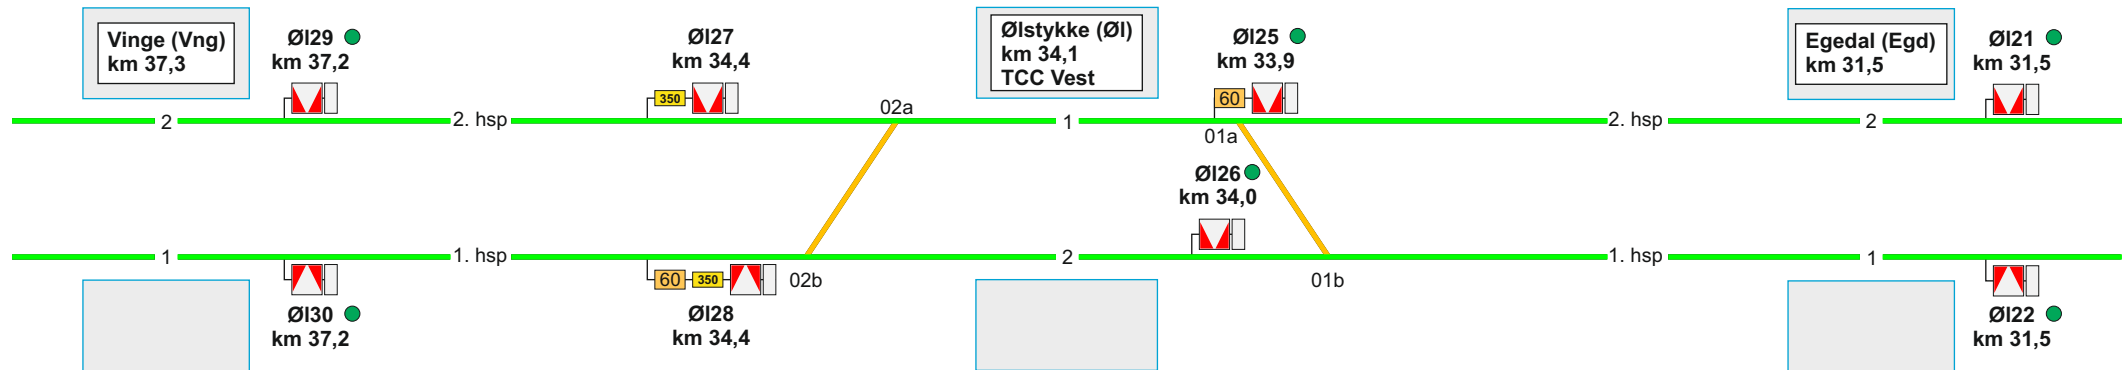 Vinge (Vng)
km 37,3
Øl29
km 37,2
Øl27
km 34,4
350
Ølstykke (Øl)
km 34,1
TCC Vest
Øl25
km 33,9
60
Egedal (Egd)
km 31,5
Øl21
km 31,5
2
2. hsp
02a
1
01a
2. hsp
2
Øl26
km 34,0
1
1. hsp
2
1. hsp
1
60
350
02b
01b
Øl30
km 37,2
Øl28
km 34,4
Øl22
km 31,5